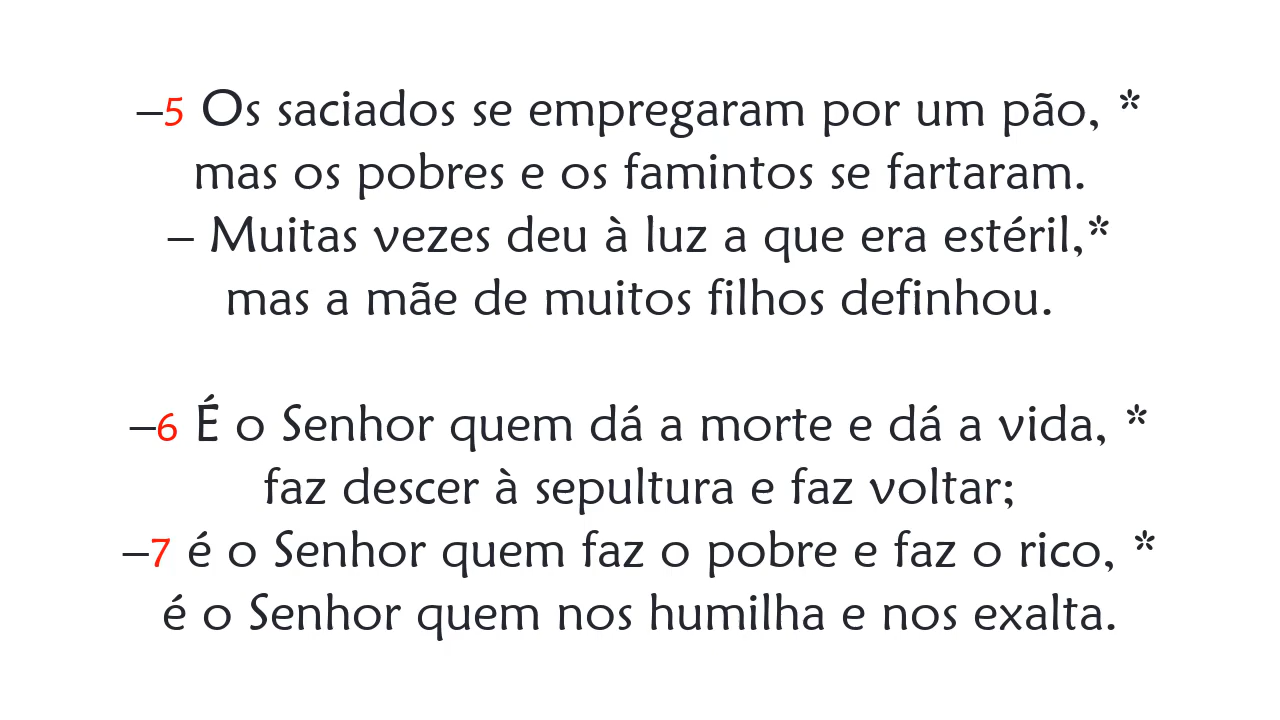 –5 Os saciados se empregaram por um pão, *
mas os pobres e os famintos se fartaram.
– Muitas vezes deu à luz a que era estéril,*
mas a mãe de muitos filhos definhou.
–6 É o Senhor quem dá a morte e dá a vida, *
faz descer à sepultura e faz voltar;
–7 é o Senhor quem faz o pobre e faz o rico, *
é o Senhor quem nos humilha e nos exalta.